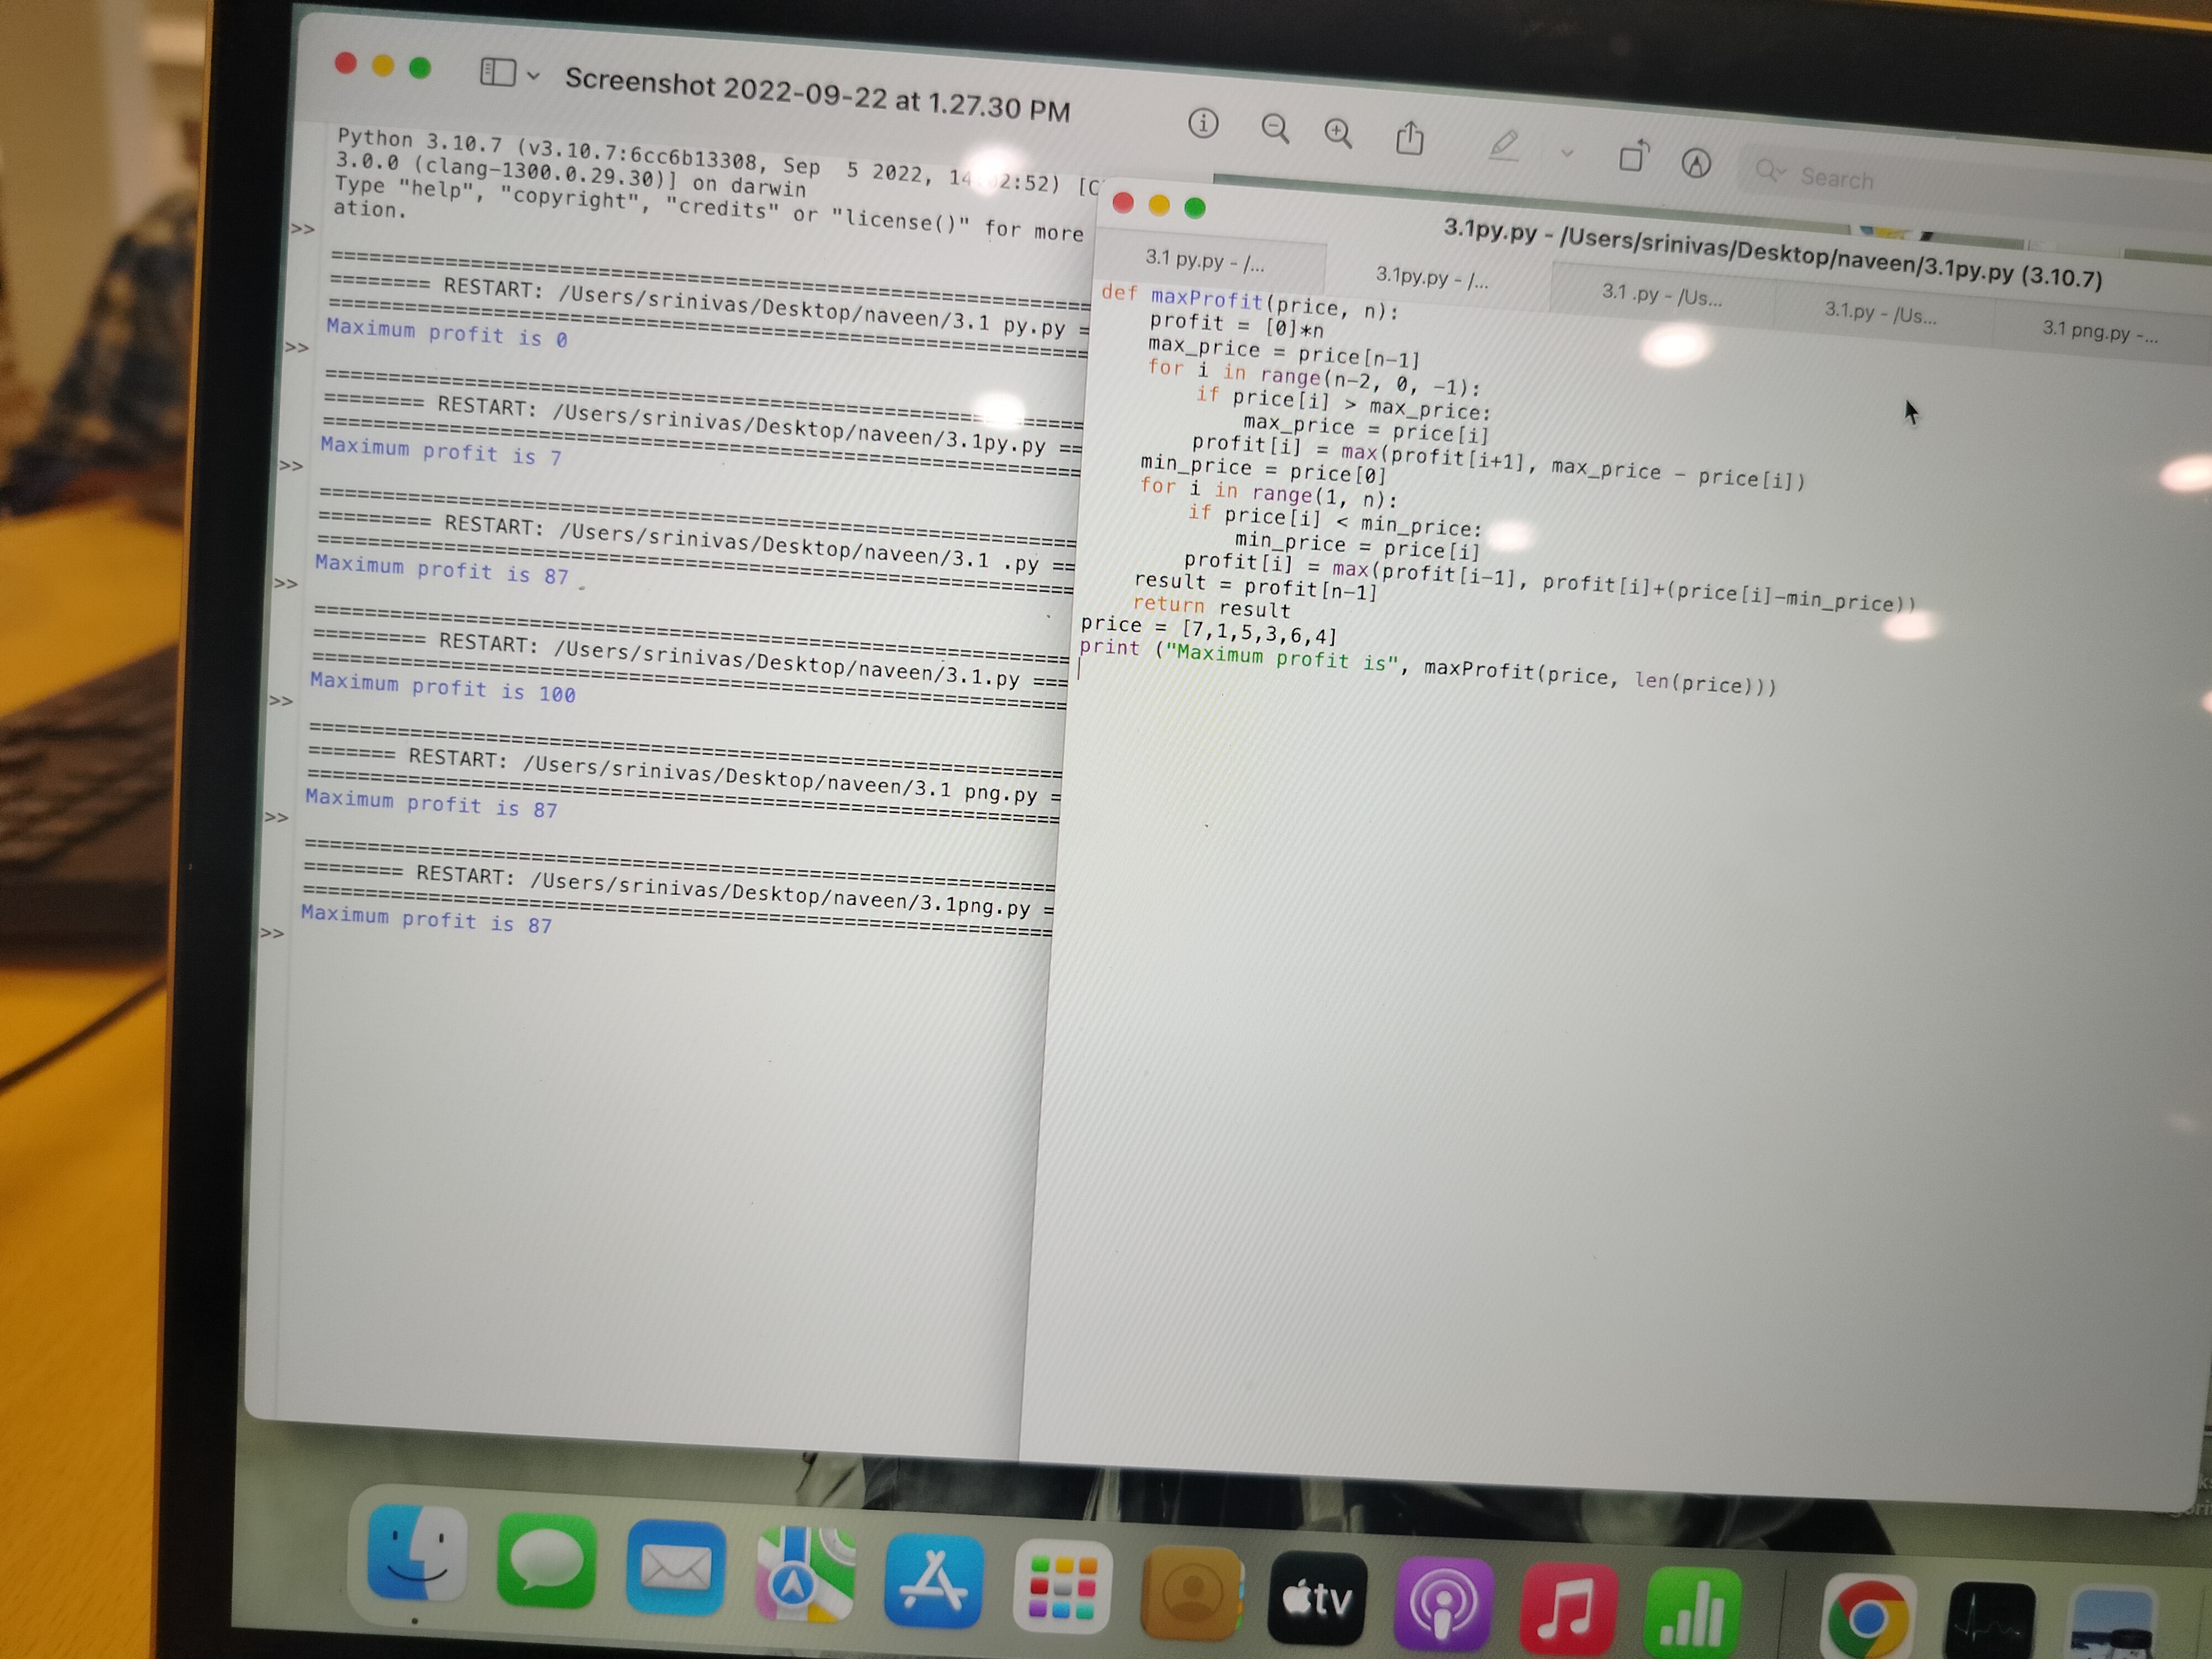 Screenshot 2022-09-22 at 1.27.30 PM
Search
Python 3.10.7 (v3.10.7:6cc6b13308, Sep  5 2022, 14:02:52) [C
3.0.0 (clang-1300.0.29.30)] on darwin
Type "help", "copyright", "credits" or "license()" for more
ation.
>>
================================================================
======== RESTART: /Users/srinivas/Desktop/naveen/3.1 py.py =
================================================================
Maximum profit is 0
>>
================================================================
======== RESTART: /Users/srinivas/Desktop/naveen/3.1py.py ==
================================================================
Maximum profit is 7
>>
================================================================
========= RESTART: /Users/srinivas/Desktop/naveen/3.1 .py ==
================================================================
Maximum profit is 87
>>
================================================================
========= RESTART: /Users/srinivas/Desktop/naveen/3.1.py ===
================================================================
Maximum profit is 100
>>
================================================================
======= RESTART: /Users/srinivas/Desktop/naveen/3.1 png.py =
================================================================
Maximum profit is 87
>>
================================================================
======== RESTART: /Users/srinivas/Desktop/naveen/3.1png.py =
================================================================
Maximum profit is 87
>>
3.1py.py - /Users/srinivas/Desktop/naveen/3.1py.py (3.10.7)
3.1 py.py - /... 3.1py.py - /... 3.1 .py - /Us... 3.1.py - /Us... 3.1 png.py -...
def maxProfit(price, n):
    profit = [0]*n
    max_price = price[n-1]
    for i in range(n-2, 0, -1):
        if price[i] > max_price:
            max_price = price[i]
        profit[i] = max(profit[i+1], max_price - price[i])
    min_price = price[0]
    for i in range(1, n):
        if price[i] < min_price:
            min_price = price[i]
        profit[i] = max(profit[i-1], profit[i]+(price[i]-min_price))
    result = profit[n-1]
    return result
price = [7,1,5,3,6,4]
print ("Maximum profit is", maxProfit(price, len(price)))
tv